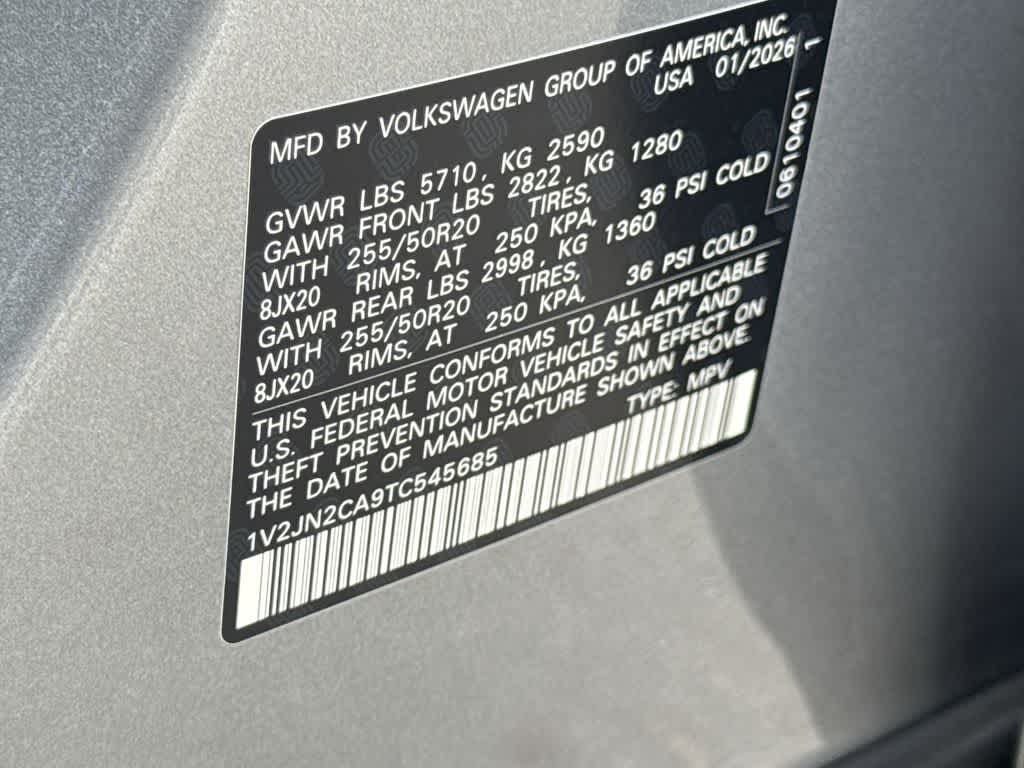 MFD BY VOLKSWAGEN GROUP OF AMERICA, INC.
USA 01/2026 1
GVWR LBS 5710, KG 2590
GAWR FRONT LBS 2822, KG 1280
WITH 255/50R20 TIRES,
8JX20 RIMS, AT 250 KPA, 36 PSI COLD
GAWR REAR LBS 2998, KG 1360
WITH 255/50R20 TIRES,
8JX20 RIMS, AT 250 KPA, 36 PSI COLD
THIS VEHICLE CONFORMS TO ALL APPLICABLE
U.S. FEDERAL MOTOR VEHICLE SAFETY AND
THEFT PREVENTION STANDARDS IN EFFECT ON
THE DATE OF MANUFACTURE SHOWN ABOVE.
1V2JN2CA9TC545685 TYPE: MPV
0610401